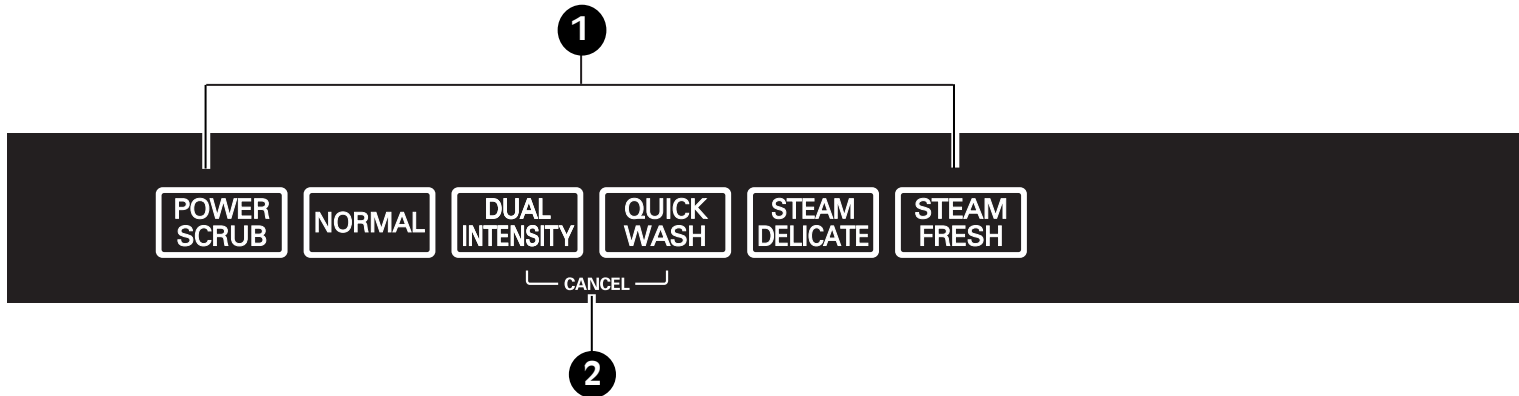 1
POWER
SCRUB
NORMAL
DUAL
INTENSITY
QUICK
WASH
STEAM
DELICATE
STEAM
FRESH
CANCEL
2